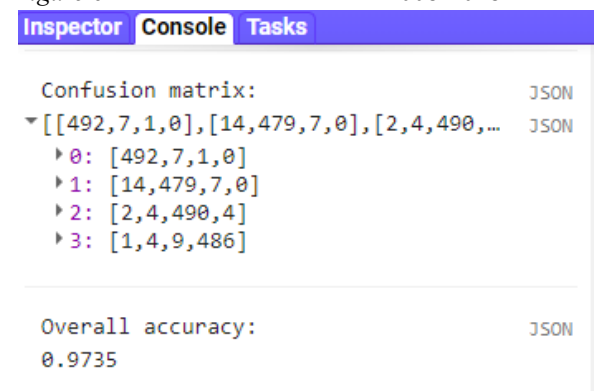 Inspector Console Tasks
Confusion matrix: JSON
[[492,7,1,0],[14,479,7,0],[2,4,490,… JSON
0: [492,7,1,0]
1: [14,479,7,0]
2: [2,4,490,4]
3: [1,4,9,486]
Overall accuracy: JSON
0.9735